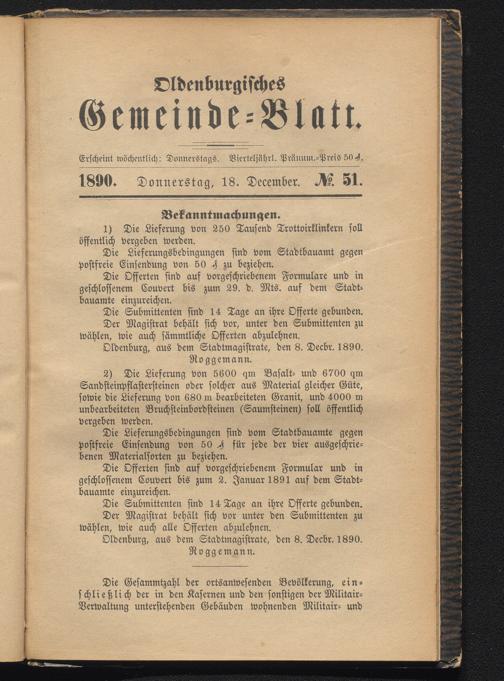 Oldenburgisches
Gemeinde-Blatt.
Erscheint wöchentlich: Donnerstags. Vierteljährl. Pränum.-Preis 50 ₰.
1890. Donnerstag, 18. December. №. 51.
Bekanntmachungen.
1) Die Lieferung von 250 Tausend Trottoirklinkern soll
öffentlich vergeben werden.
Die Lieferungsbedingungen sind vom Stadtbauamt gegen
postfreie Einsendung von 50 ₰ zu beziehen.
Die Offerten sind auf vorgeschriebenem Formulare und in
geschlossenem Couvert bis zum 29. d. Mts. auf dem Stadt-
bauamte einzureichen.
Die Submittenten sind 14 Tage an ihre Offerte gebunden.
Der Magistrat behält sich vor, unter den Submittenten zu
wählen, wie auch sämmtliche Offerten abzulehnen.
Oldenburg, aus dem Stadtmagistrate, den 8. Decbr. 1890.
Roggemann.
2) Die Lieferung von 5600 qm Basalt- und 6700 qm
Sandsteinpflastersteinen oder solcher aus Material gleicher Güte,
sowie die Lieferung von 680 m bearbeiteten Granit, und 4000 m
unbearbeiteten Bruchsteinbordsteinen (Saumsteinen) soll öffentlich
vergeben werden.
Die Lieferungsbedingungen sind vom Stadtbauamte gegen
postfreie Einsendung von 50 ₰ für jede der vier ausgeschrie-
benen Materialsorten zu beziehen.
Die Offerten sind auf vorgeschriebenem Formular und in
geschlossenem Couvert bis zum 2. Januar 1891 auf dem Stadt-
bauamte einzureichen.
Die Submittenten sind 14 Tage an ihre Offerte gebunden.
Der Magistrat behält sich vor unter den Submittenten zu
wählen, wie auch alle Offerten abzulehnen.
Oldenburg, aus dem Stadtmagistrate, den 8. Decbr. 1890.
Roggemann.
Die Gesammtzahl der ortsanwesenden Bevölkerung, ein-
schließlich der in den Kasernen und den sonstigen der Militair-
Verwaltung unterstehenden Gebäuden wohnenden Militair- und